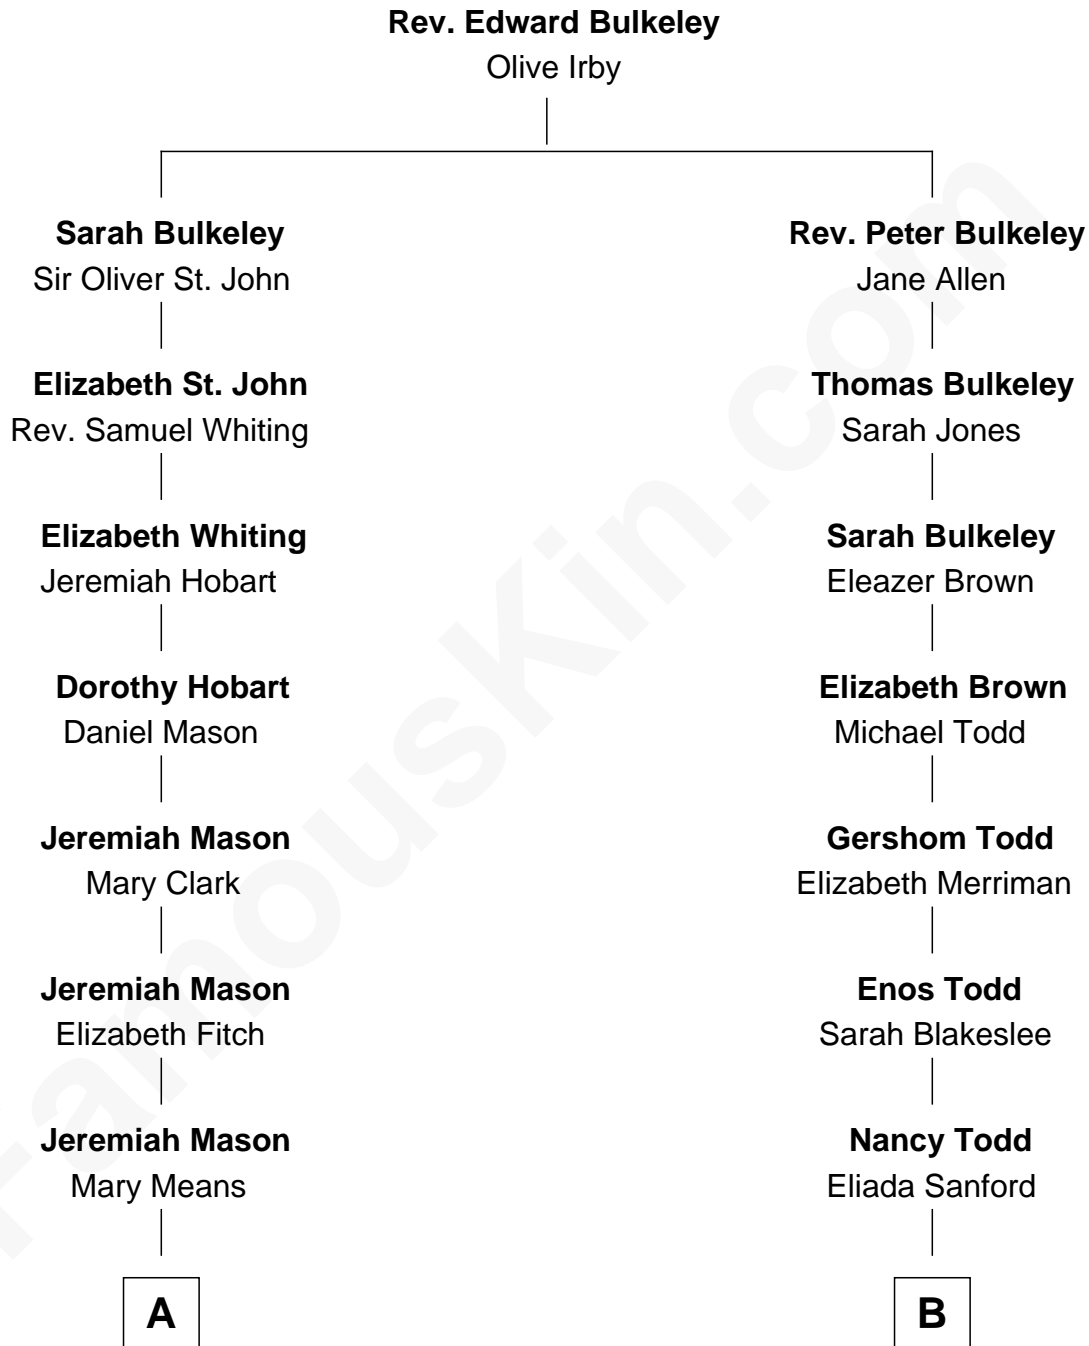 Rev. Edward Bulkeley
Olive Irby
Sarah Bulkeley
Sir Oliver St. John
Rev. Peter Bulkeley
Jane Allen
Elizabeth St. John
Rev. Samuel Whiting
Thomas Bulkeley
Sarah Jones
Elizabeth Whiting
Jeremiah Hobart
Sarah Bulkeley
Eleazer Brown
Dorothy Hobart
Daniel Mason
Elizabeth Brown
Michael Todd
Jeremiah Mason
Mary Clark
Gershom Todd
Elizabeth Merriman
Jeremiah Mason
Elizabeth Fitch
Enos Todd
Sarah Blakeslee
Jeremiah Mason
Mary Means
Nancy Todd
Eliada Sanford
A
B
FamousKin.com